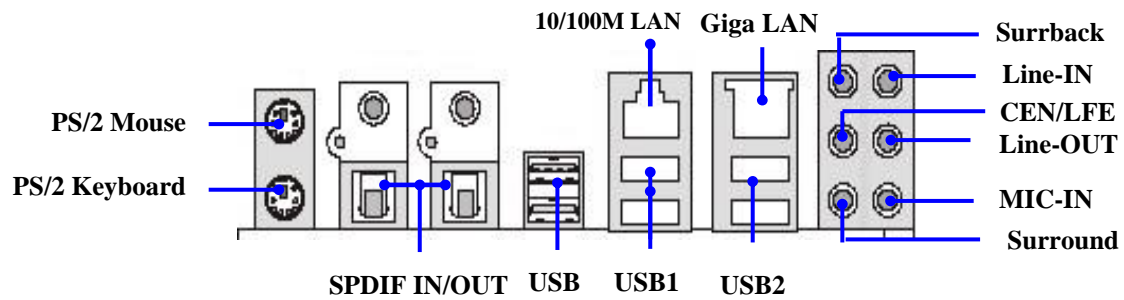 10/100M LAN
Giga LAN
Surrback
Line-IN
CEN/LFE
Line-OUT
PS/2 Mouse
PS/2 Keyboard
MIC-IN
Surround
SPDIF IN/OUT
USB
USB1
USB2